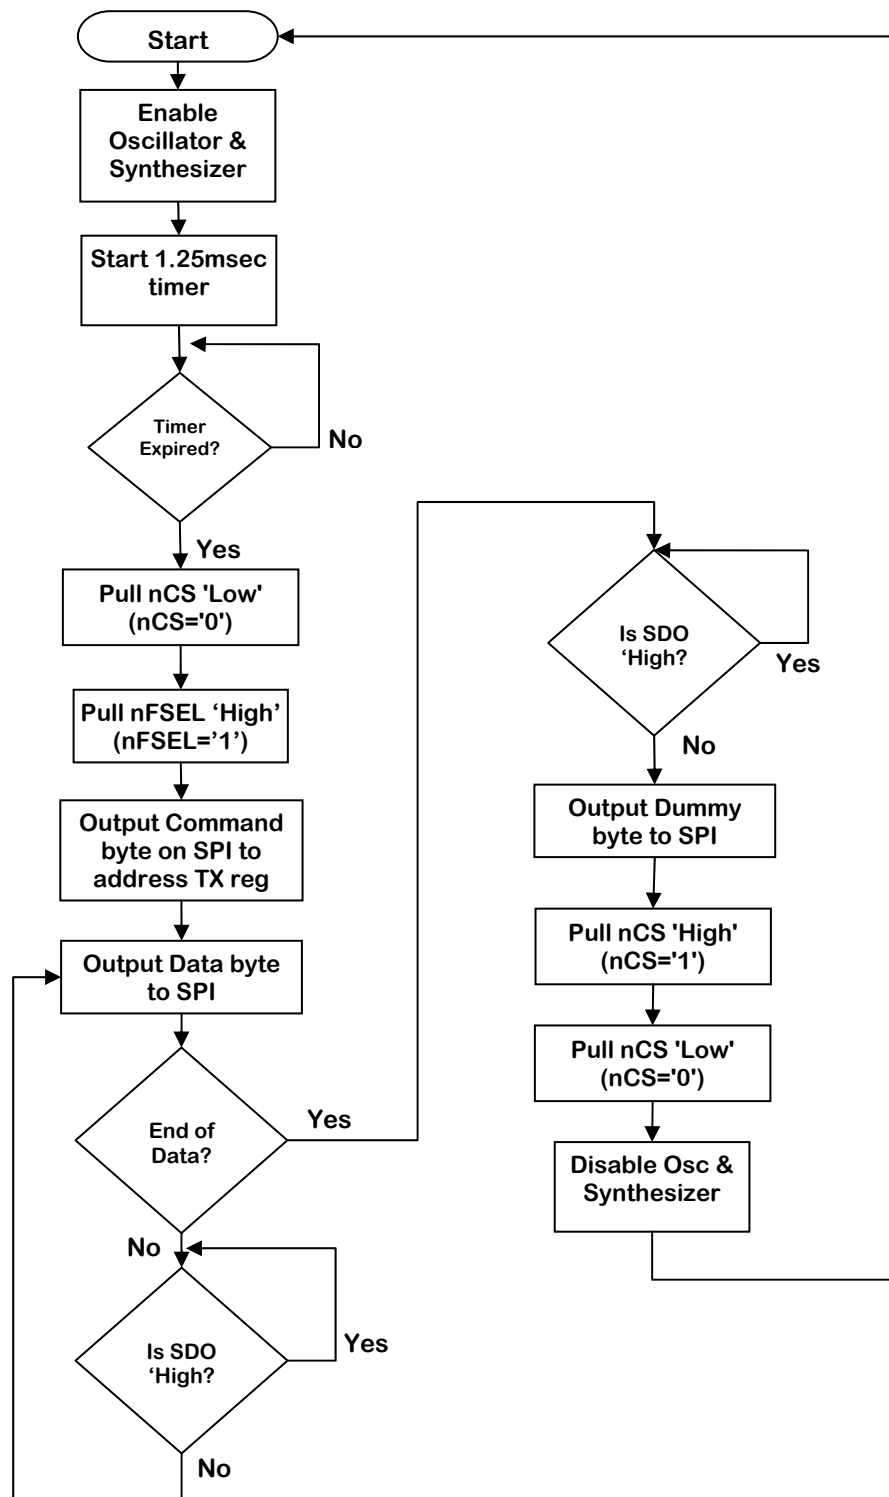 Start
Enable
Oscillator &
Synthesizer
Start 1.25msec
timer
Timer
Expired?
No
Yes
Pull nCS 'Low'
(nCS='0')
Pull nFSEL ‘High’
(nFSEL=’1’)
Output Command
byte on SPI to
address TX reg
Output Data byte
to SPI
End of
Data?
Yes
No
Is SDO
‘High?
Yes
No
Is SDO
‘High?
Yes
No
Output Dummy
byte to SPI
Pull nCS 'High'
(nCS='1')
Pull nCS 'Low'
(nCS='0')
Disable Osc &
Synthesizer